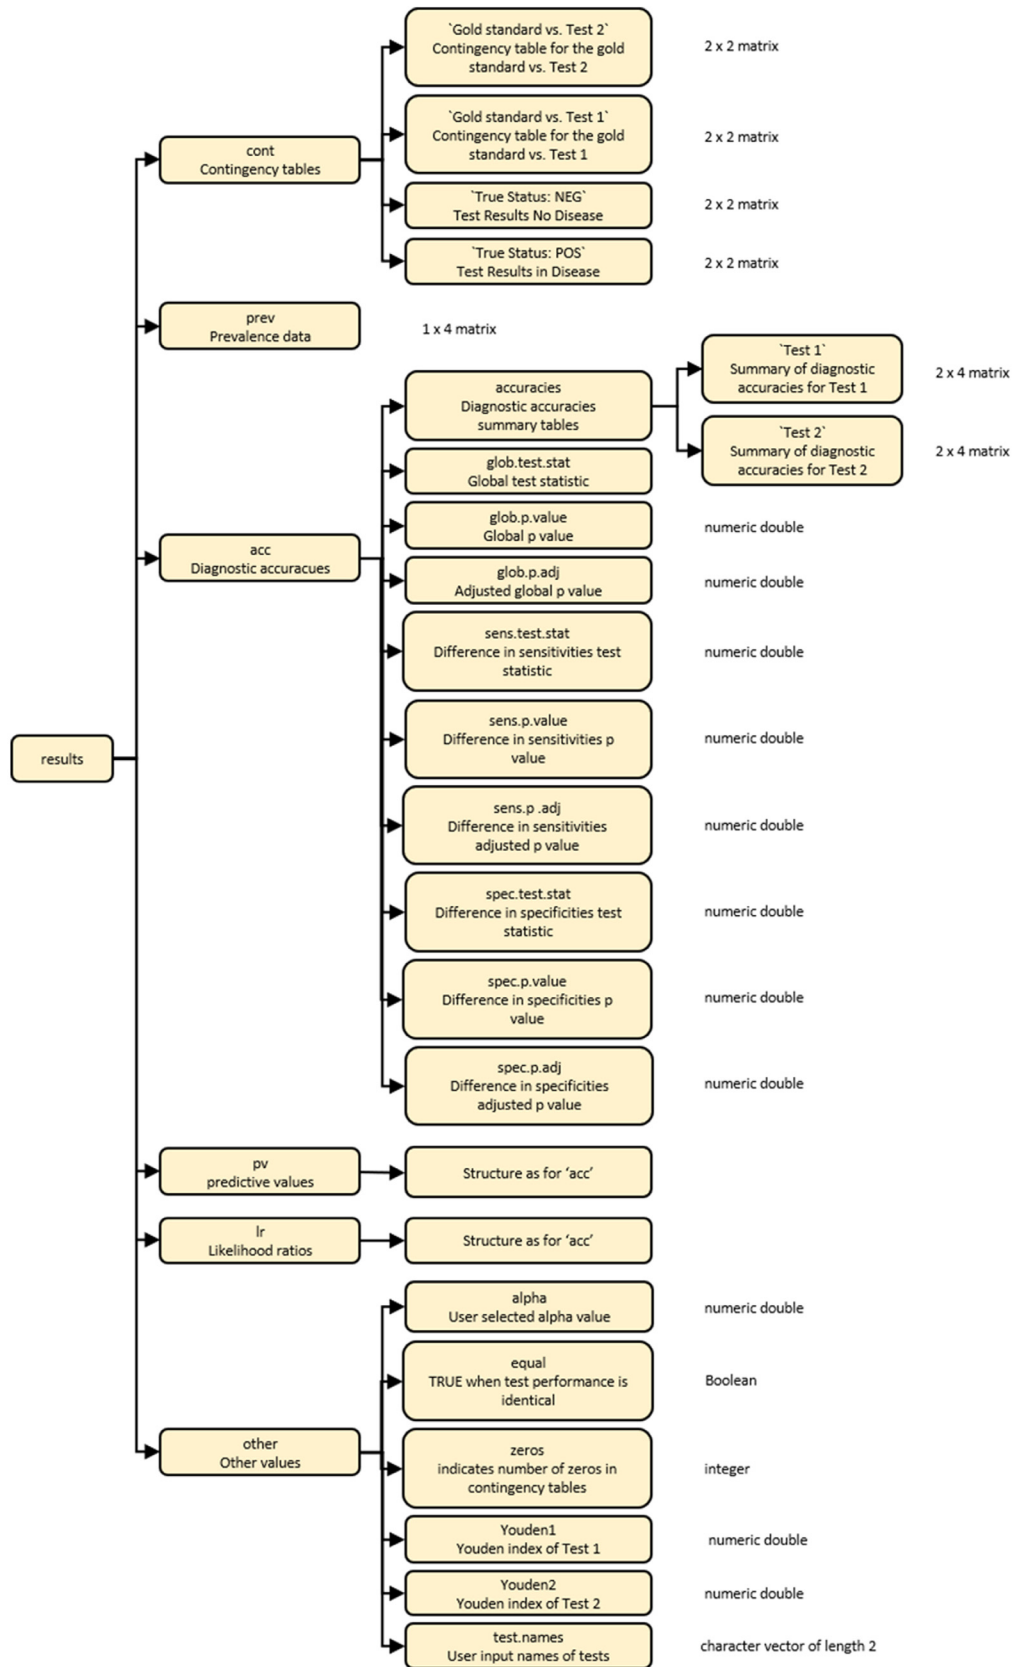 `Gold standard vs. Test 2`
Contingency table for the gold
standard vs. Test 2
2 x 2 matrix
`Gold standard vs. Test 1`
Contingency table for the gold
standard vs. Test 1
2 x 2 matrix
cont
Contingency tables
`True Status: NEG`
Test Results No Disease
2 x 2 matrix
`True Status: POS`
Test Results in Disease
2 x 2 matrix
prev
Prevalence data
1 x 4 matrix
accuracies
Diagnostic accuracies
summary tables
`Test 1`
Summary of diagnostic
accuracies for Test 1
2 x 4 matrix
`Test 2`
Summary of diagnostic
accuracies for Test 2
2 x 4 matrix
glob.test.stat
Global test statistic
glob.p.value
Global p value
numeric double
acc
Diagnostic accuracues
glob.p.adj
Adjusted global p value
numeric double
sens.test.stat
Difference in sensitivities test
statistic
numeric double
sens.p.value
Difference in sensitivities p
value
numeric double
results
sens.p .adj
Difference in sensitivities
adjusted p value
numeric double
spec.test.stat
Difference in specificities test
statistic
numeric double
spec.p.value
Difference in specificities p
value
numeric double
spec.p.adj
Difference in specificities
adjusted p value
numeric double
pv
predictive values
Structure as for ‘acc’
lr
Likelihood ratios
Structure as for ‘acc’
alpha
User selected alpha value
numeric double
equal
TRUE when test performance is
identical
Boolean
other
Other values
zeros
indicates number of zeros in
contingency tables
integer
Youden1
Youden index of Test 1
numeric double
Youden2
Youden index of Test 2
numeric double
test.names
User input names of tests
character vector of length 2